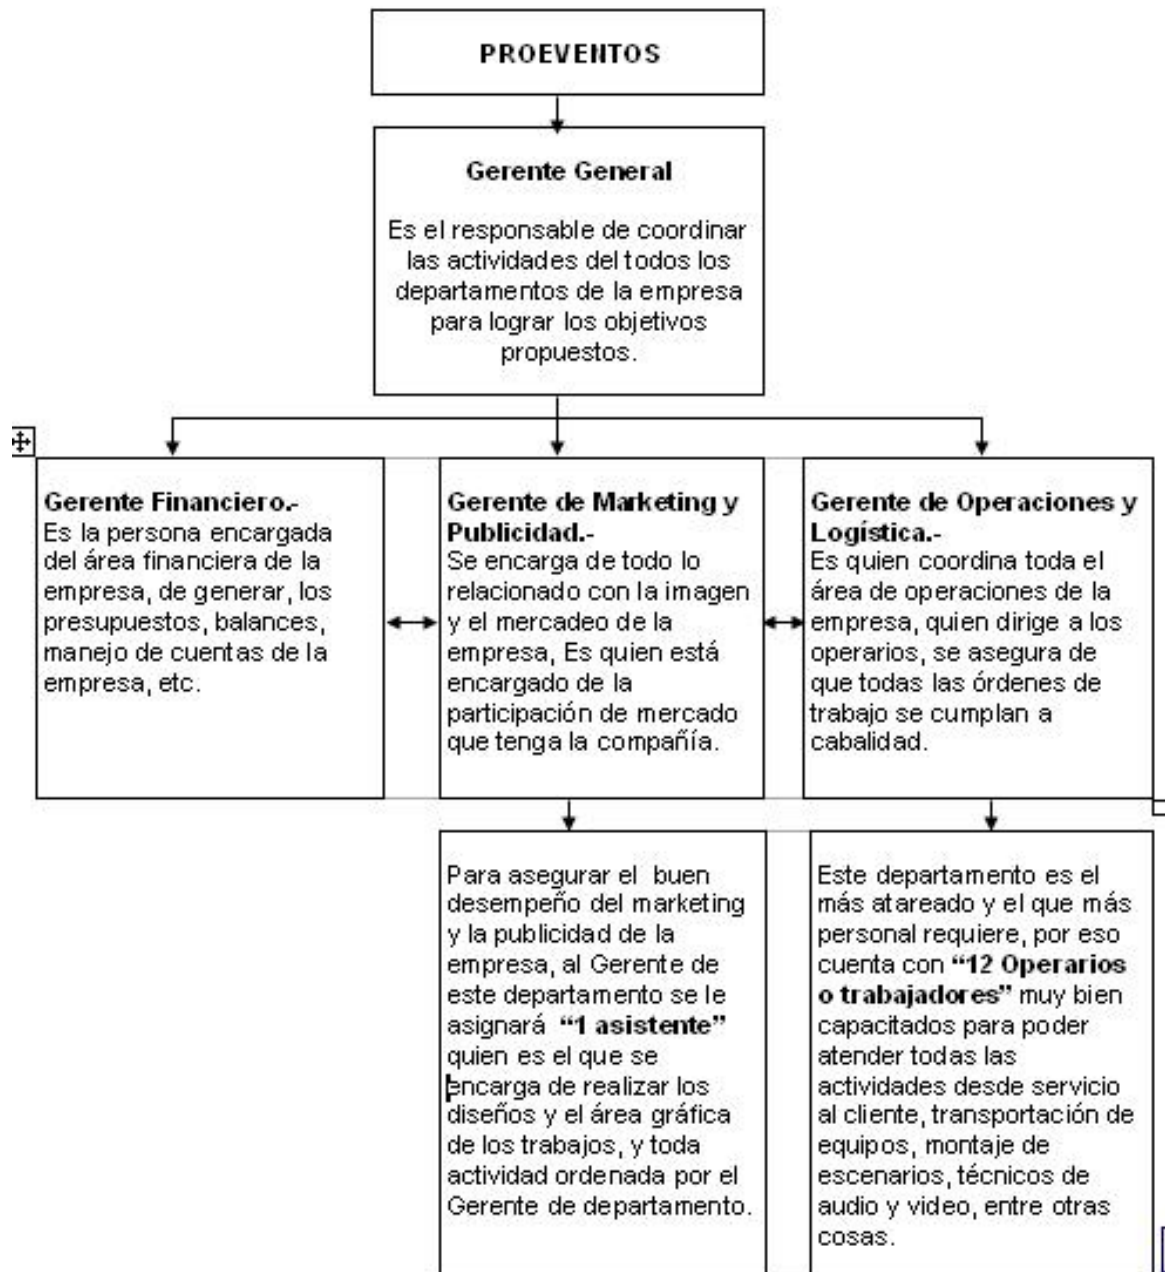 PROEVENTOS
Gerente General
Es el responsable de coordinar
las actividades del todos los
departamentos de la empresa
para lograr los objetivos
propuestos.
Gerente Financiero.-
Es la persona encargada
del área financiera de la
empresa, de generar, los
presupuestos, balances,
manejo de cuentas de la
empresa, etc.
Gerente de Marketing y
Publicidad.-
Se encarga de todo lo
relacionado con la imagen
y el mercadeo de la
empresa, Es quien está
encargado de la
participación de mercado
que tenga la compañía.
Gerente de Operaciones y
Logística.-
Es quien coordina toda el
área de operaciones de la
empresa, quien dirige a los
operarios, se asegura de
que todas las órdenes de
trabajo se cumplan a
cabalidad.
Para asegurar el buen
desempeño del marketing
y la publicidad de la
empresa, al Gerente de
este departamento se le
asignará “1 asistente”
quien es el que se
encarga de realizar los
diseños y el área gráfica
de los trabajos, y toda
actividad ordenada por el
Gerente de departamento.
Este departamento es el
más atareado y el que más
personal requiere, por eso
cuenta con “12 Operarios
o trabajadores” muy bien
capacitados para poder
atender todas las
actividades desde servicio
al cliente, transportación de
equipos, montaje de
escenarios, técnicos de
audio y video, entre otras
cosas.